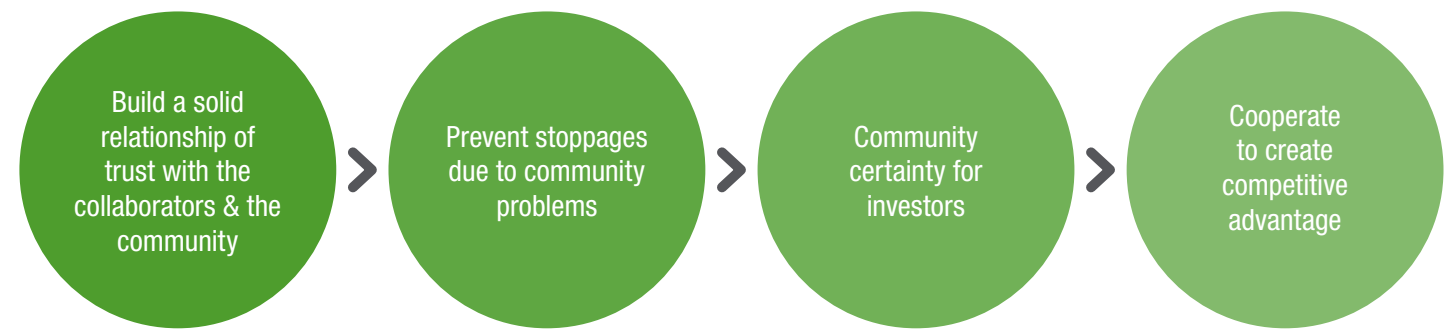 Build a solid
relationship of
trust with the
collaborators & the
community
Prevent stoppages
due to community
problems
Community
certainty for
investors
Cooperate
to create
competitive
advantage